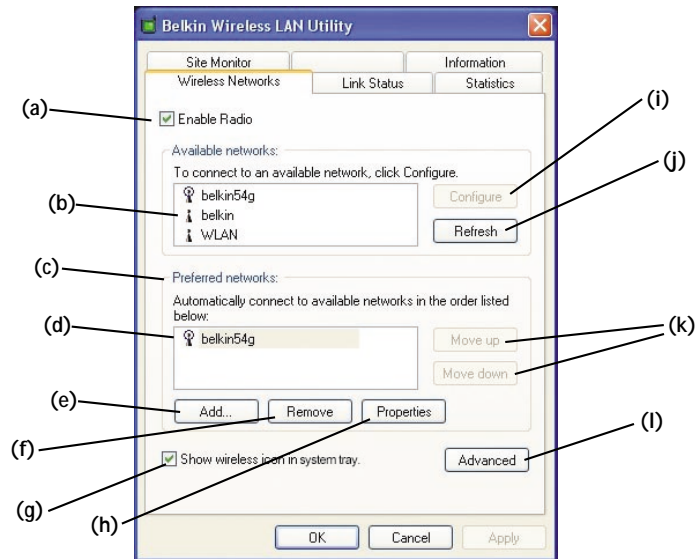 Belkin Wireless LAN Utility
Site Monitor
Information
Wireless Networks
Link Status
Statistics
(a)
Enable Radio
(i)
Available networks:
To connect to an available network, click Configure.
(j)
belkin54g
Configure
(b)
belkin
WLAN
Refresh
(c)
Preferred networks:
Automatically connect to available networks in the order listed
below:
(d)
belkin54g
Move up
(k)
Move down
(e)
Add...
Remove
Properties
(f)
(l)
Show wireless icon in system tray.
Advanced
(g)
(h)
OK
Cancel
Apply